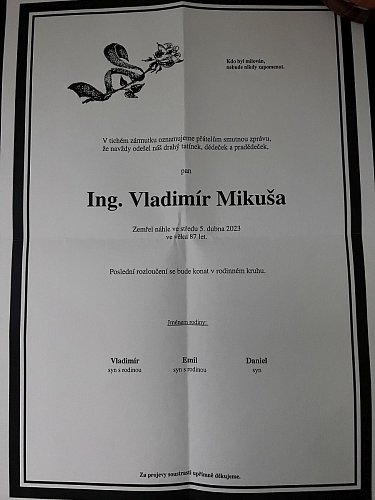 Kdo byl milován,
nebude nikdy zapomenut.
V tichém zármutku oznamujeme přátelům smutnou zprávu,
že navždy odešel náš drahý tatínek, dědeček a pradědeček,
pan
Ing. Vladimír Mikuša
Zemřel náhle ve středu 5. dubna 2023
ve věku 87 let.
Poslední rozloučení se bude konat v rodinném kruhu.
Jménem rodiny:
Vladimír Emil Daniel
syn s rodinou syn s rodinou syn
Za projevy soustrasti upřímně děkujeme.